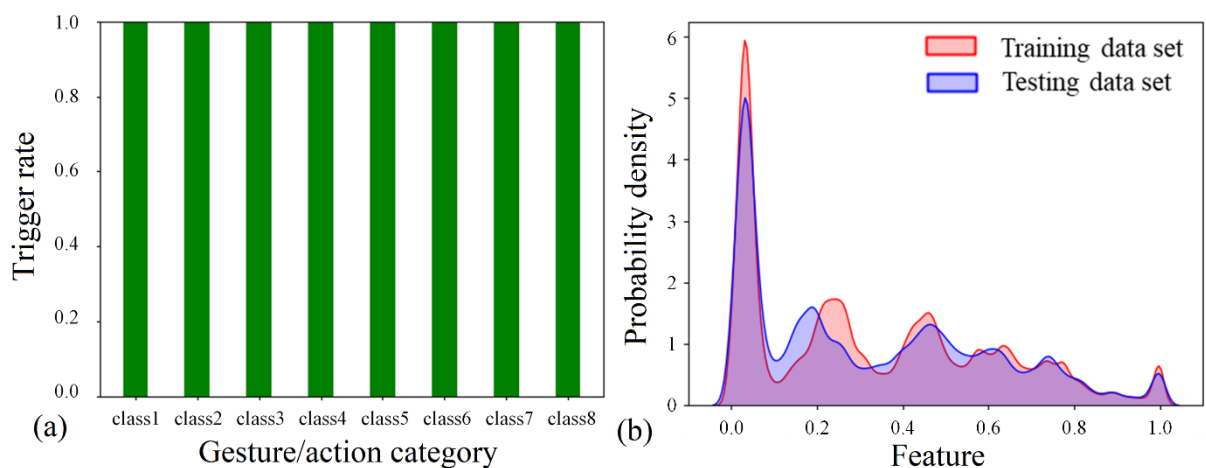 Trigger rate
1.0
0.8
0.6
0.4
0.2
0.0
class1 class2 class3 class4 class5 class6 class7 class8
(a)
Gesture/action category
Probability density
6
5
4
3
2
1
0
Training data set
Testing data set
0.0 0.2 0.4 0.6 0.8 1.0
(b)
Feature